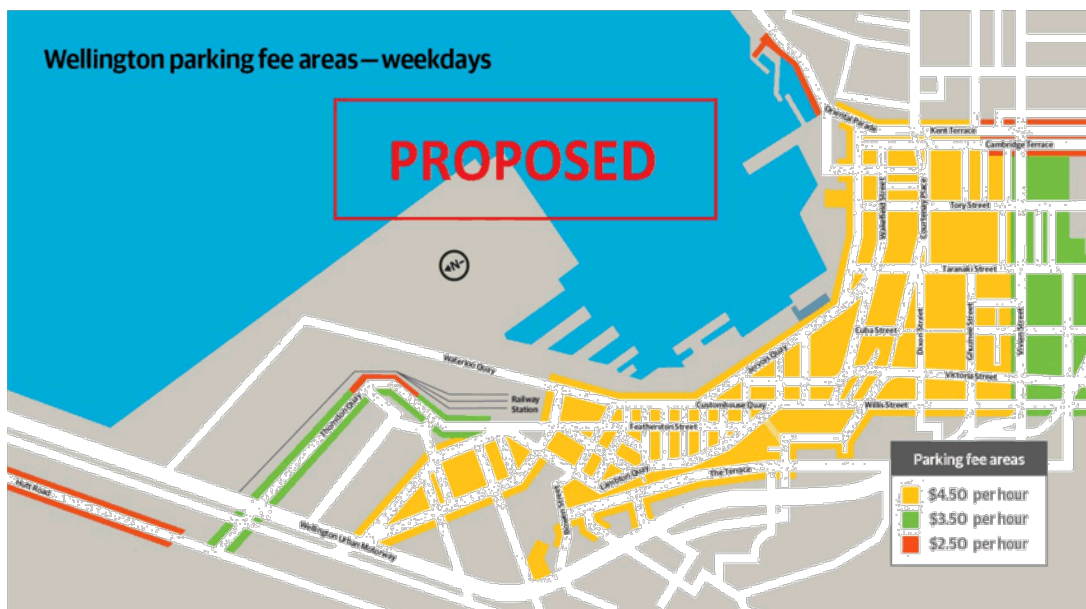 Wellington parking fee areas – weekdays
PROPOSED
N
Oriental Parade
Kent Terrace
Cambridge Terrace
Wakefield Street
Courtenay Place
Tory Street
Taranaki Street
Cuba Street
Dixon Street
Ghuznee Street
Vivian Street
Jervois Quay
Victoria Street
Waterloo Quay
Railway
Station
Customhouse Quay
Willis Street
Featherston Street
Thorndon Quay
Lambton Quay
The Terrace
Bowen Street
Hutt Road
Wellington Urban Motorway
Parking fee areas
$4.50 per hour
$3.50 per hour
$2.50 per hour